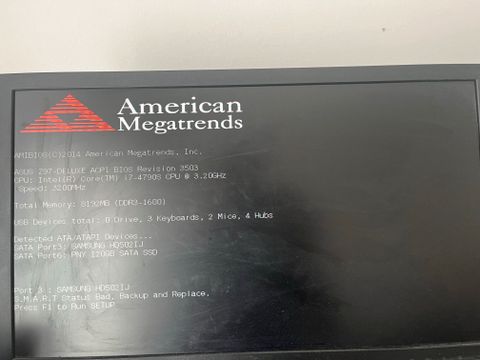 American
Megatrends
AMIBIOS(C)2014 American Megatrends, Inc.
ASUS Z97-DELUXE ACPI BIOS Revision 3503
CPU: Intel(R) Core(TM) i7-4790S CPU @ 3.20GHz
Speed: 3200MHz
Total Memory: 8192MB (DDR3-1600)
USB Devices total: 0 Drive, 3 Keyboards, 2 Mice, 4 Hubs
Detected ATA/ATAPI Devices...
SATA Port3: SAMSUNG HD502IJ
SATA Port6: PNY 120GB SATA SSD
Port 3 : SAMSUNG HD502IJ
S.M.A.R.T Status Bad, Backup and Replace.
Press F1 to Run SETUP